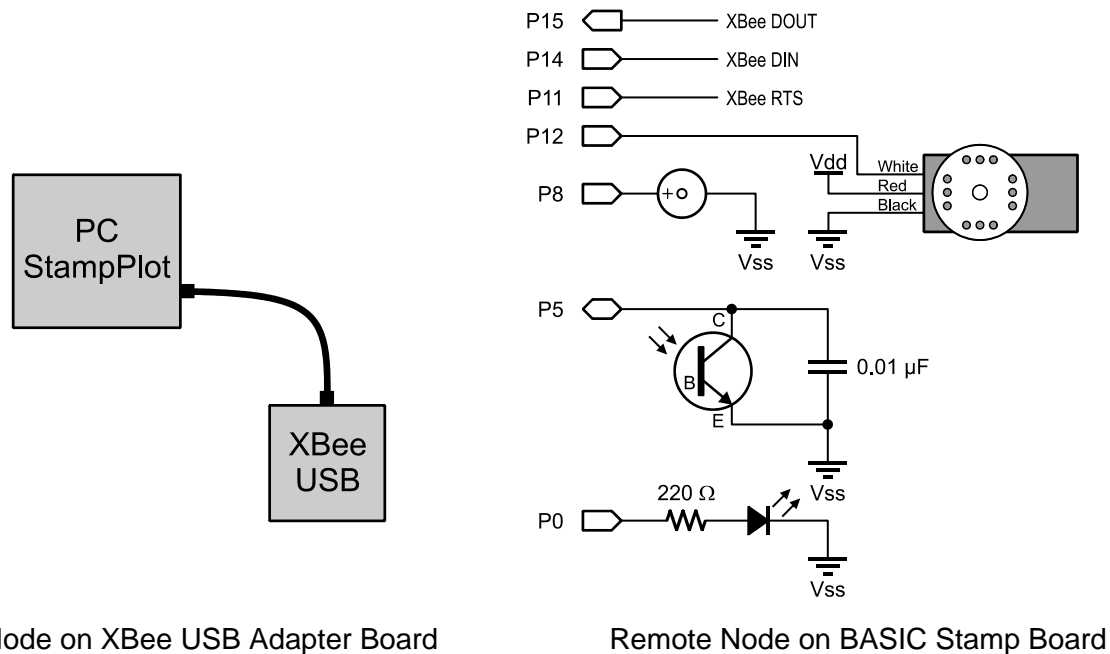 P15 XBee DOUT
P14 XBee DIN
P11 XBee RTS
P12
Vdd White
Red
Black
P8 +
Vss Vss
PC
StampPlot
XBee
USB
P5
C
B
E
0.01 µF
Vss
220 Ω
P0
Vss
Node on XBee USB Adapter Board Remote Node on BASIC Stamp Board